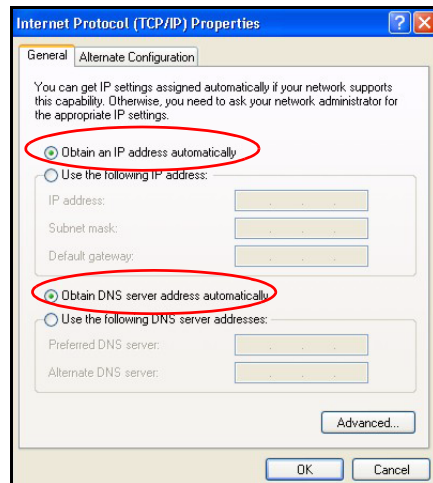 Internet Protocol (TCP/IP) Properties
General
Alternate Configuration
You can get IP settings assigned automatically if your network supports
this capability. Otherwise, you need to ask your network administrator for
the appropriate IP settings.
Obtain an IP address automatically
Use the following IP address:
IP address:
Subnet mask:
Default gateway:
Obtain DNS server address automatically
Use the following DNS server addresses:
Preferred DNS server:
Alternate DNS server:
Advanced...
OK
Cancel